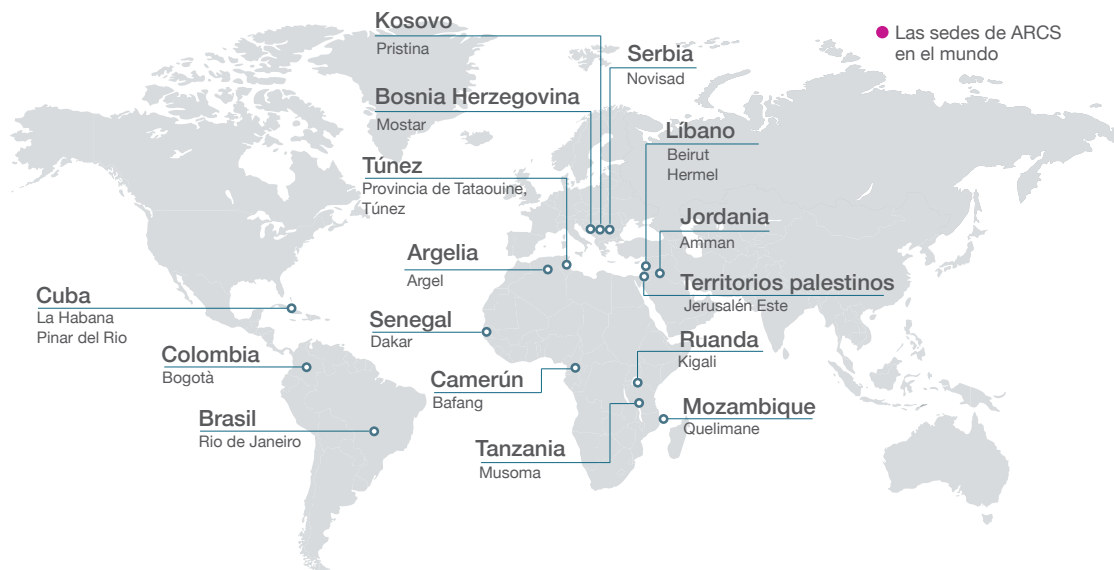 Kosovo
Pristina
Las sedes de ARCS
en el mundo
Serbia
Novisad
Bosnia Herzegovina
Mostar
Líbano
Beirut
Hermel
Túnez
Provincia de Tataouine,
Túnez
Jordania
Amman
Argelia
Argel
Territorios palestinos
Jerusalén Este
Cuba
La Habana
Pinar del Rio
Senegal
Dakar
Ruanda
Kigali
Colombia
Bogotà
Camerún
Bafang
Mozambique
Quelimane
Brasil
Rio de Janeiro
Tanzania
Musoma